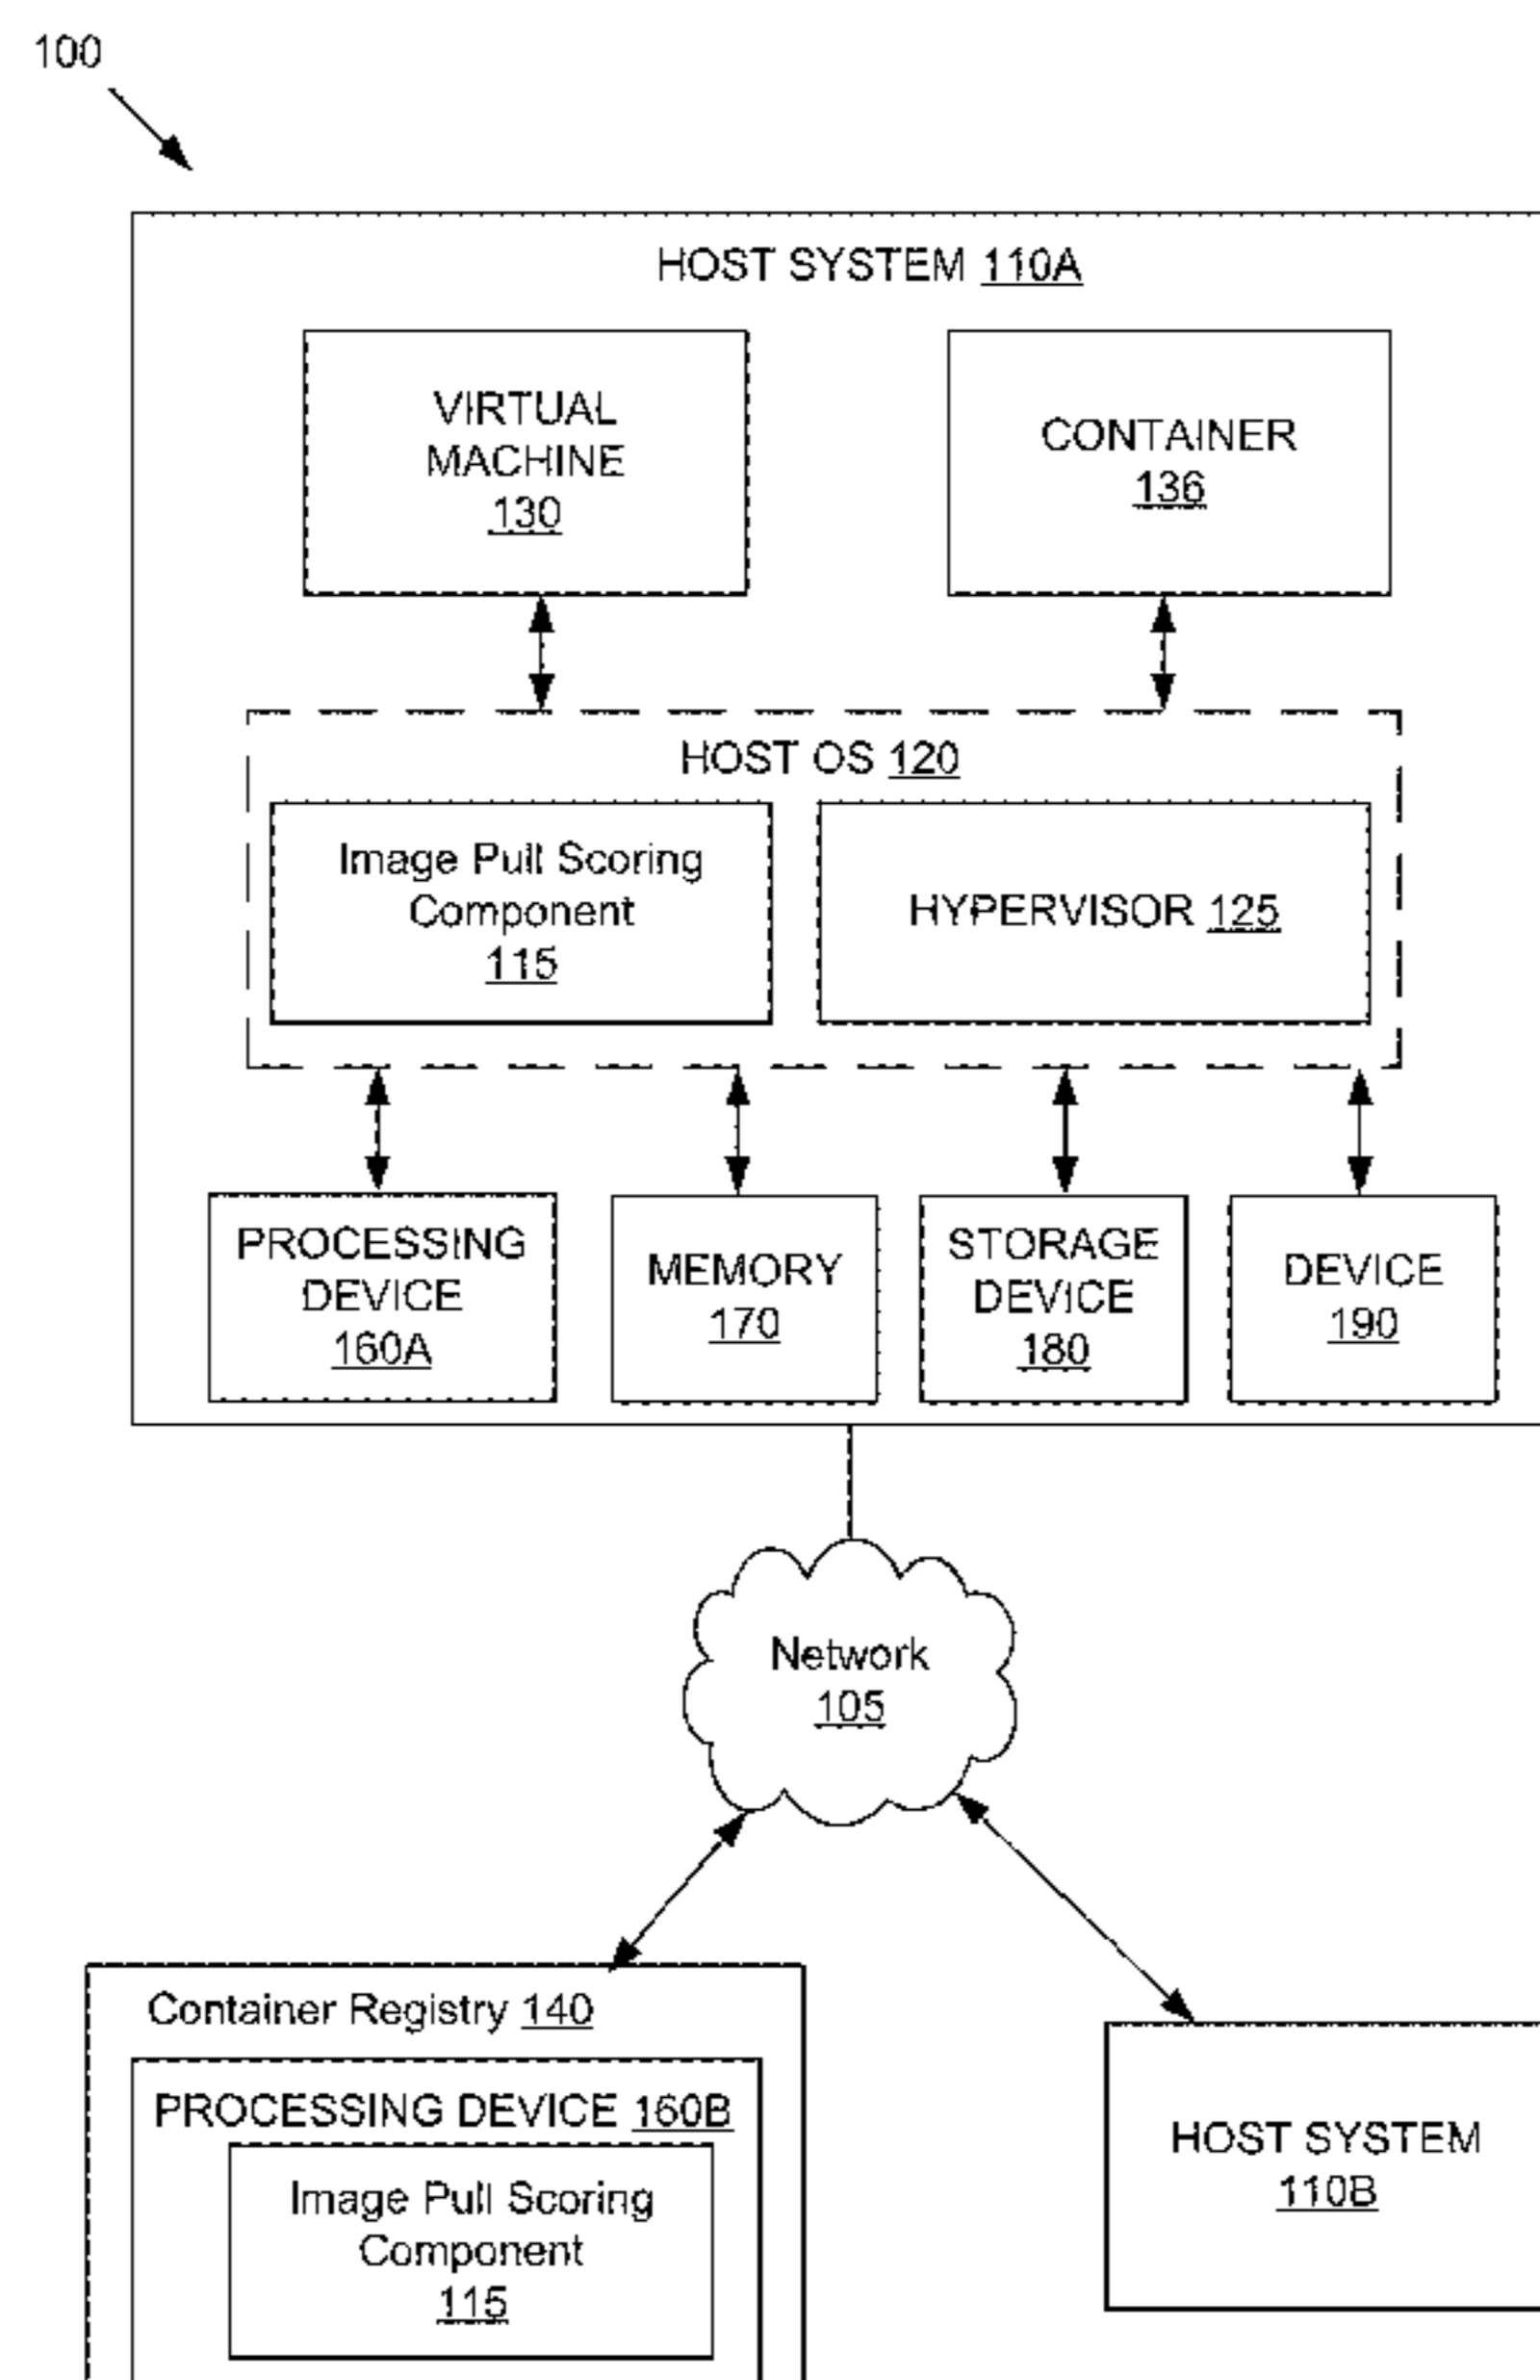 100
HOST SYSTEM 110A
VIRTUAL
MACHINE
130
CONTAINER
136
HOST OS 120
Image Pull Scoring
Component
115
HYPERVISOR 125
PROCESSING
DEVICE
160A
MEMORY
170
STORAGE
DEVICE
180
DEVICE
190
Network
105
Container Registry 140
PROCESSING DEVICE 160B
Image Pull Scoring
Component
115
HOST SYSTEM
110B